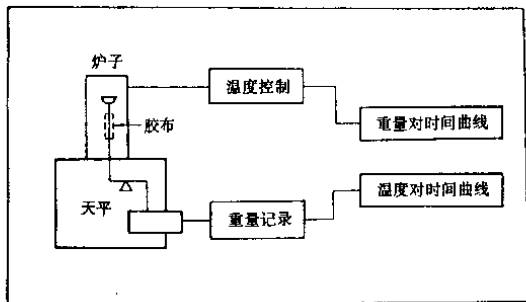 炉子
温度控制
胶布
重量对时间曲线
天平
重量记录
温度对时间曲线